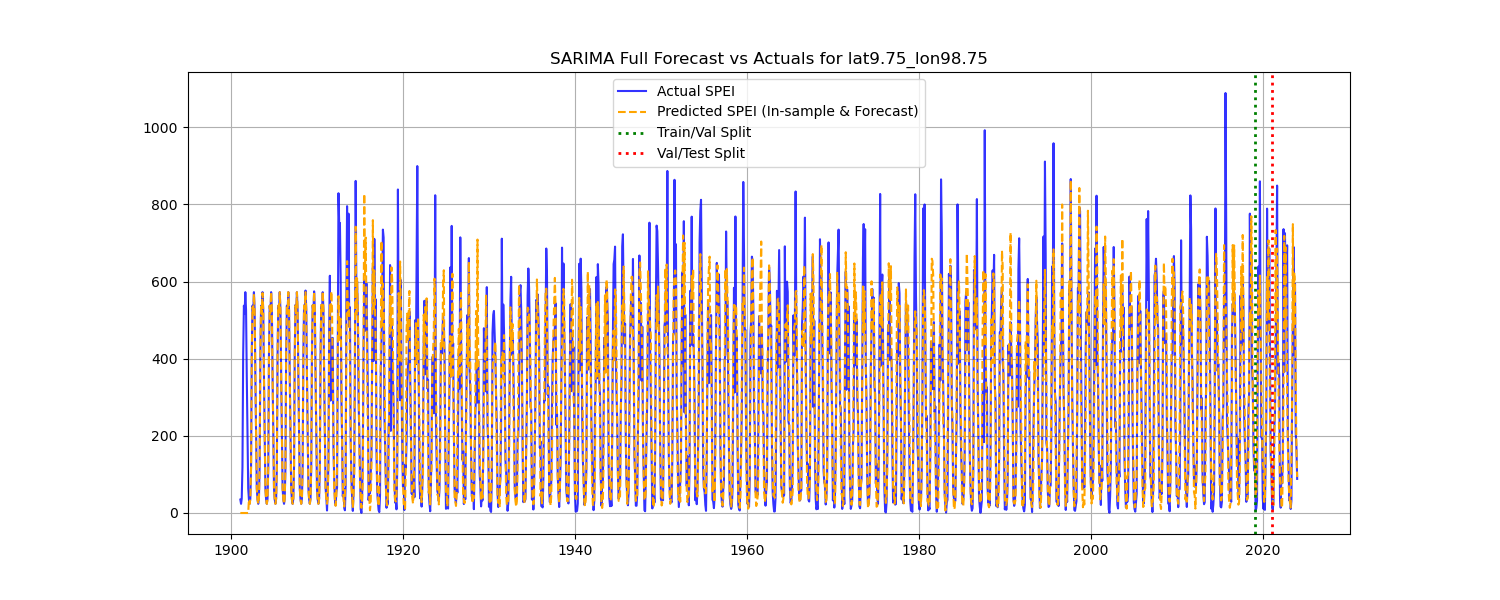 SARIMA Full Forecast vs Actuals for lat9.75_lon98.75
Actual SPEI
Predicted SPEI (In-sample & Forecast)
Train/Val Split
Val/Test Split
1000
800
600
400
200
0
1900
1920
1940
1960
1980
2000
2020